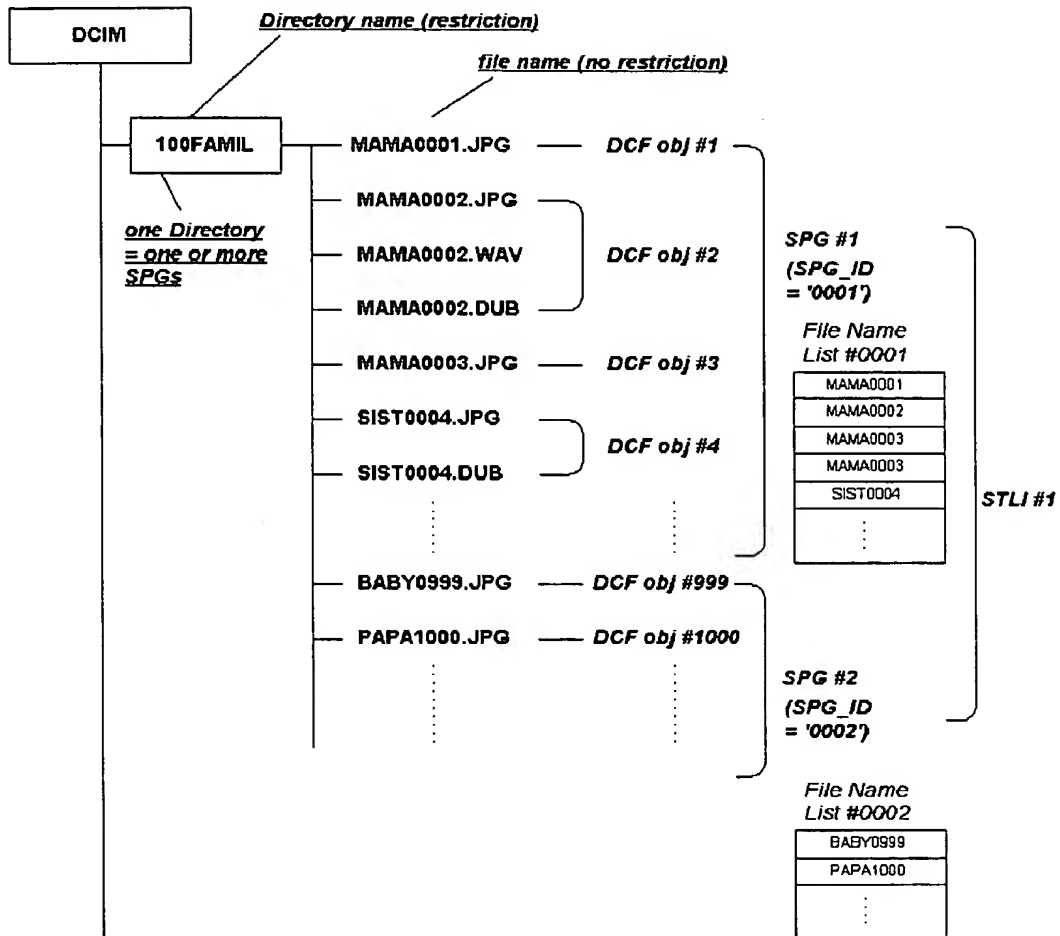 DCIM
Directory name (restriction)
file name (no restriction)
100FAMIL
one Directory
= one or more
SPGs
MAMA0001.JPG
DCF obj #1
MAMA0002.JPG
MAMA0002.WAV
DCF obj #2
MAMA0002.DUB
MAMA0003.JPG
DCF obj #3
SIST0004.JPG
DCF obj #4
SIST0004.DUB
BABY0999.JPG
DCF obj #999
PAPA1000.JPG
DCF obj #1000
SPG #1
(SPG_ID
= '0001')
File Name
List #0001
MAMA0001
MAMA0002
MAMA0003
MAMA0003
SIST0004
STLI #1
SPG #2
(SPG_ID
= '0002')
File Name
List #0002
BABY0999
PAPA1000